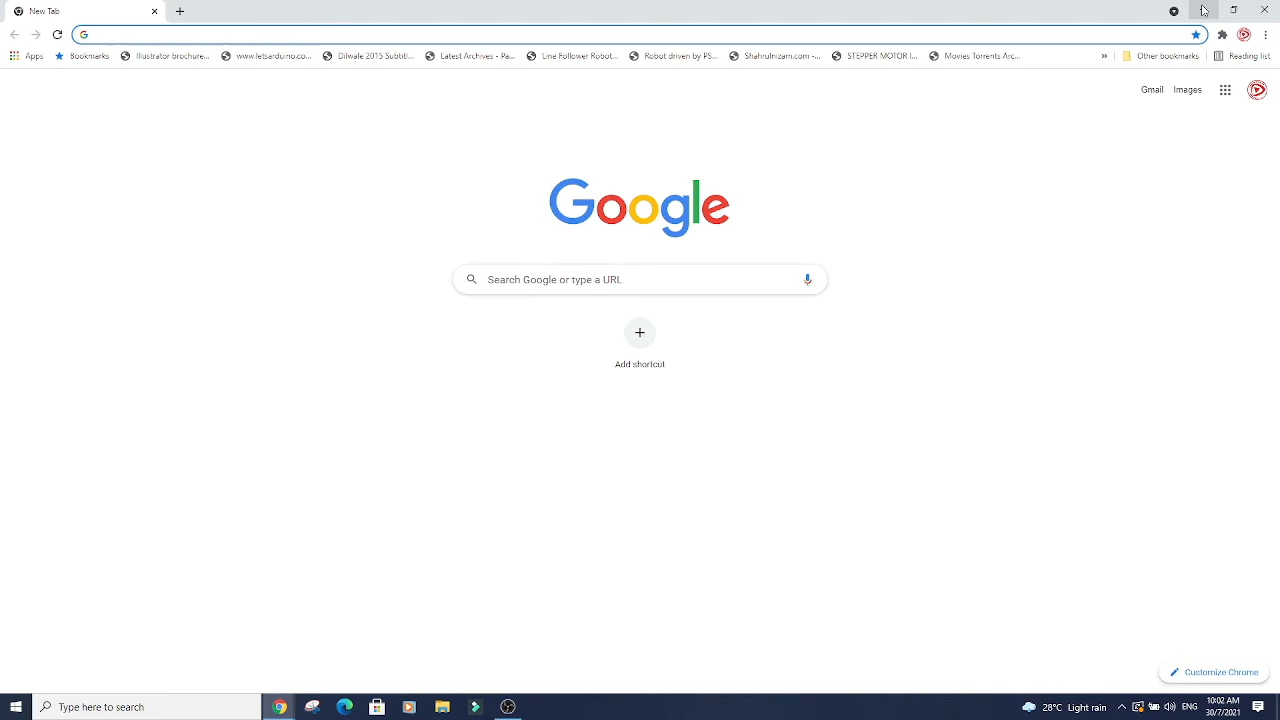 New Tab
Apps Bookmarks Illustrator brochure... www.letsarduino.co... Dilwale 2015 Subtitl... Latest Archives - Pa... Line Follower Robot... Robot driven by PS... Shahrulnizam.com -... STEPPER MOTOR I... Movies Torrents Arc... » Other bookmarks Reading list
Gmail Images
Google
Search Google or type a URL
Add shortcut
Customize Chrome
Type here to search
28°C Light rain ENG 10:02 AM
30/7/2021